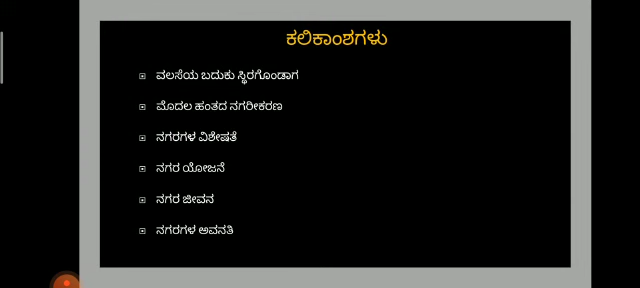 ಕಲಿಕಾಂಶಗಳು
ವಲಸೆಯ ಬದುಕು ಸ್ಥಿರಗೊಂಡಾಗ
ಮೊದಲ ಹಂತದ ನಗರೀಕರಣ
ನಗರಗಳ ವಿಶೇಷತೆ
ನಗರ ಯೋಜನೆ
ನಗರ ಜೀವನ
ನಗರಗಳ ಅವನತಿ